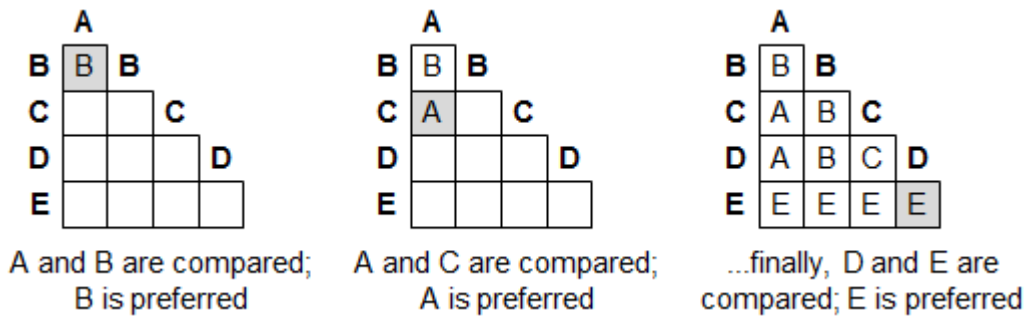 A
B B B
C C
D D
E
A and B are compared;
B is preferred
A
B B B
C A C
D D
E
A and C are compared;
A is preferred
A
B B B
C A B C
D A B C D
E E E E E
...finally, D and E are
compared; E is preferred